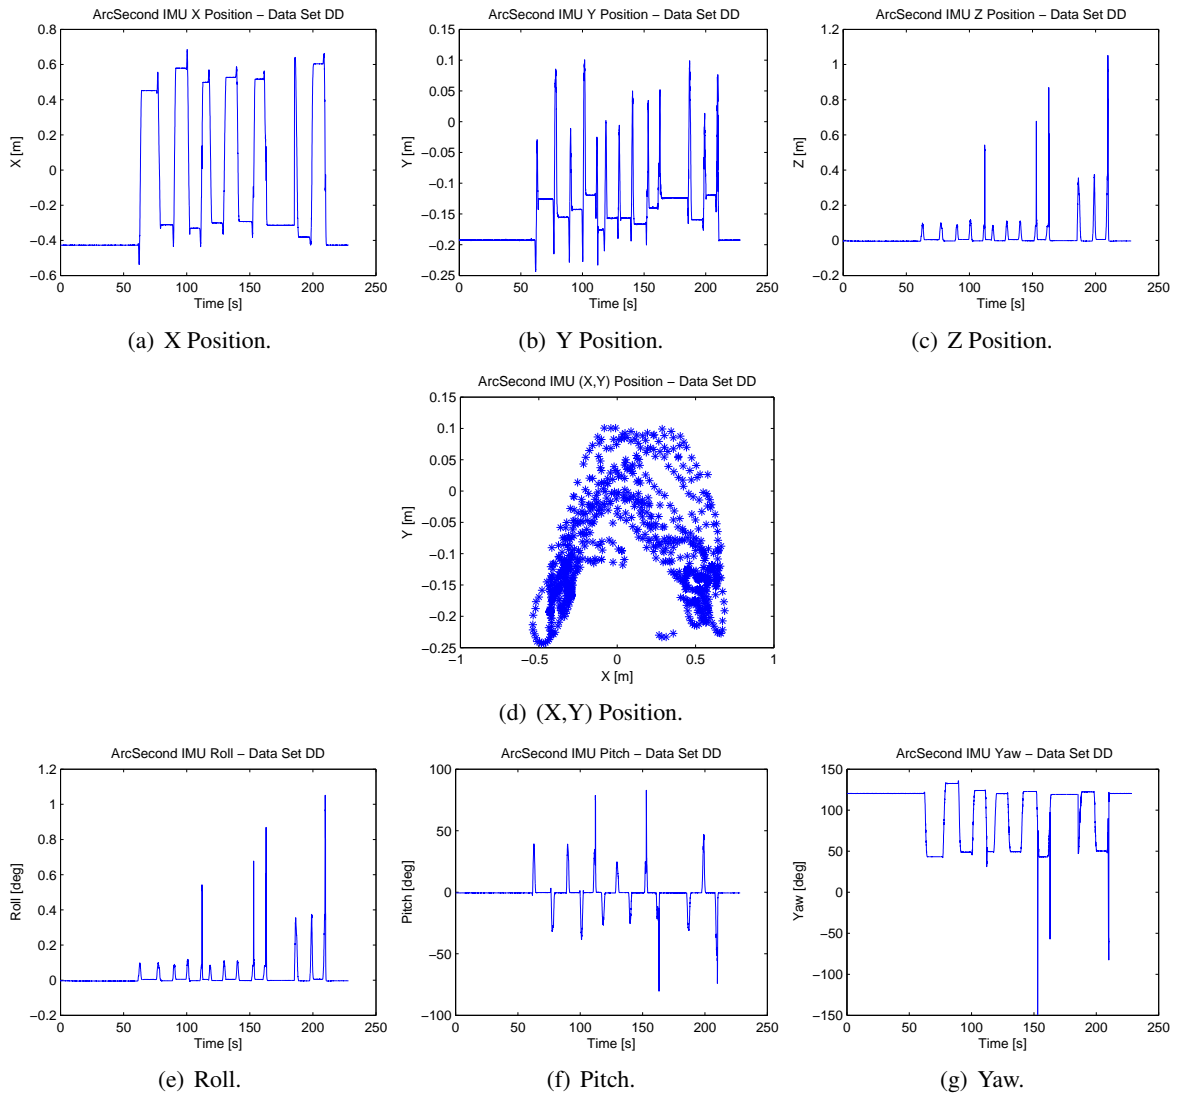 ArcSecond IMU X Position − Data Set DD
0.8
0.6
0.4
0.2
0
−0.2
−0.4
−0.6
X [m]
0 50 100 150 200 250
Time [s]
(a) X Position.
ArcSecond IMU Y Position − Data Set DD
0.15
0.1
0.05
0
−0.05
−0.1
−0.15
−0.2
−0.25
Y [m]
0 50 100 150 200 250
Time [s]
(b) Y Position.
ArcSecond IMU Z Position − Data Set DD
1.2
1
0.8
0.6
0.4
0.2
0
−0.2
Z [m]
0 50 100 150 200 250
Time [s]
(c) Z Position.
ArcSecond IMU (X,Y) Position − Data Set DD
0.15
0.1
0.05
0
−0.05
−0.1
−0.15
−0.2
−0.25
Y [m]
−1 −0.5 0 0.5 1
X [m]
(d) (X,Y) Position.
ArcSecond IMU Roll − Data Set DD
1.2
1
0.8
0.6
0.4
0.2
0
−0.2
Roll [deg]
0 50 100 150 200 250
Time [s]
(e) Roll.
ArcSecond IMU Pitch − Data Set DD
100
50
0
−50
−100
Pitch [deg]
0 50 100 150 200 250
Time [s]
(f) Pitch.
ArcSecond IMU Yaw − Data Set DD
150
100
50
0
−50
−100
−150
Yaw [deg]
0 50 100 150 200 250
Time [s]
(g) Yaw.